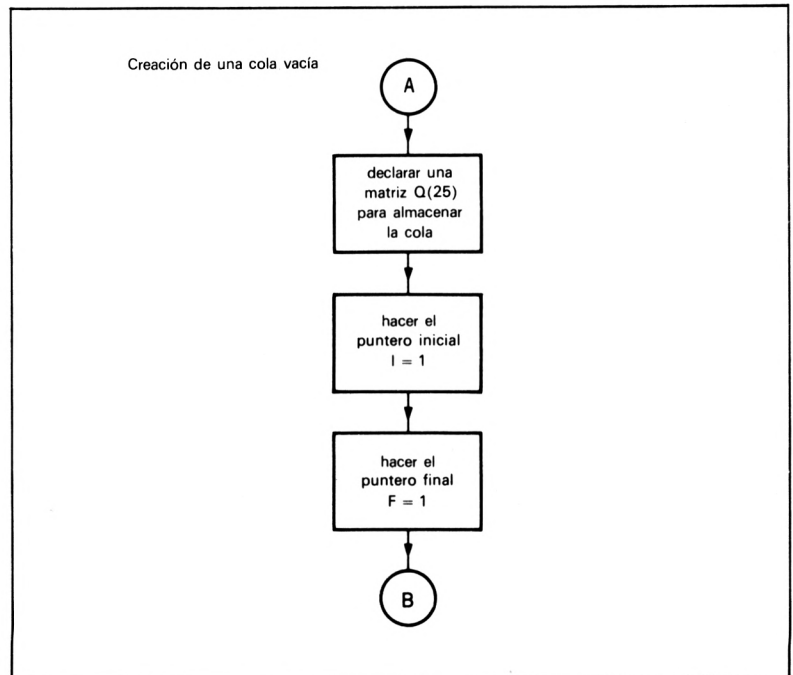 Creación de una cola vacía
A
declarar una
matriz Q(25)
para almacenar
la cola
hacer el
puntero inicial
I = 1
hacer el
puntero final
F = 1
B